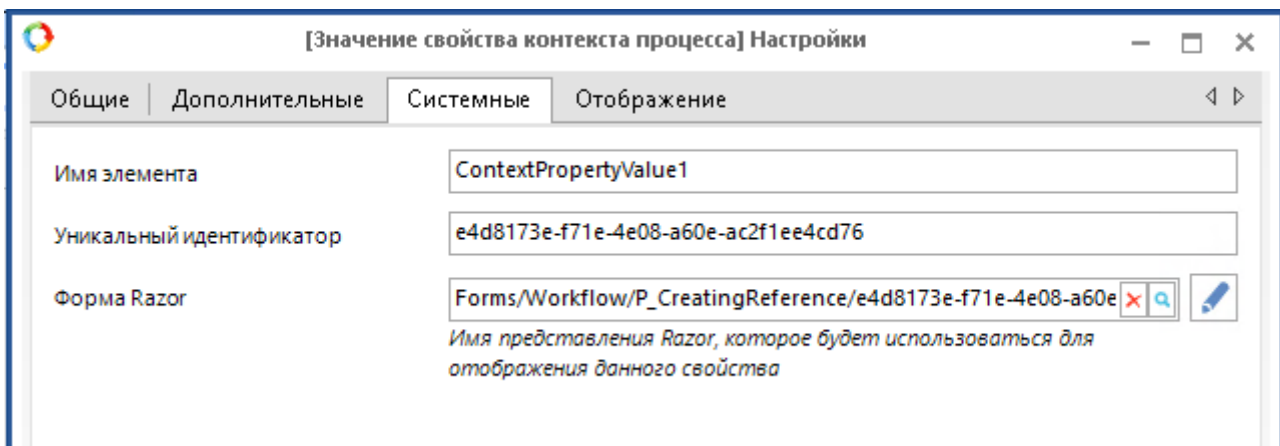 [Значение свойства контекста процесса] Настройки
Общие Дополнительные Системные Отображение
Имя элемента ContextPropertyValue1
Уникальный идентификатор e4d8173e-f71e-4e08-a60e-ac2f1ee4cd76
Форма Razor Forms/Workflow/P_CreatingReference/e4d8173e-f71e-4e08-a60e
Имя представления Razor, которое будет использоваться для
отображения данного свойства